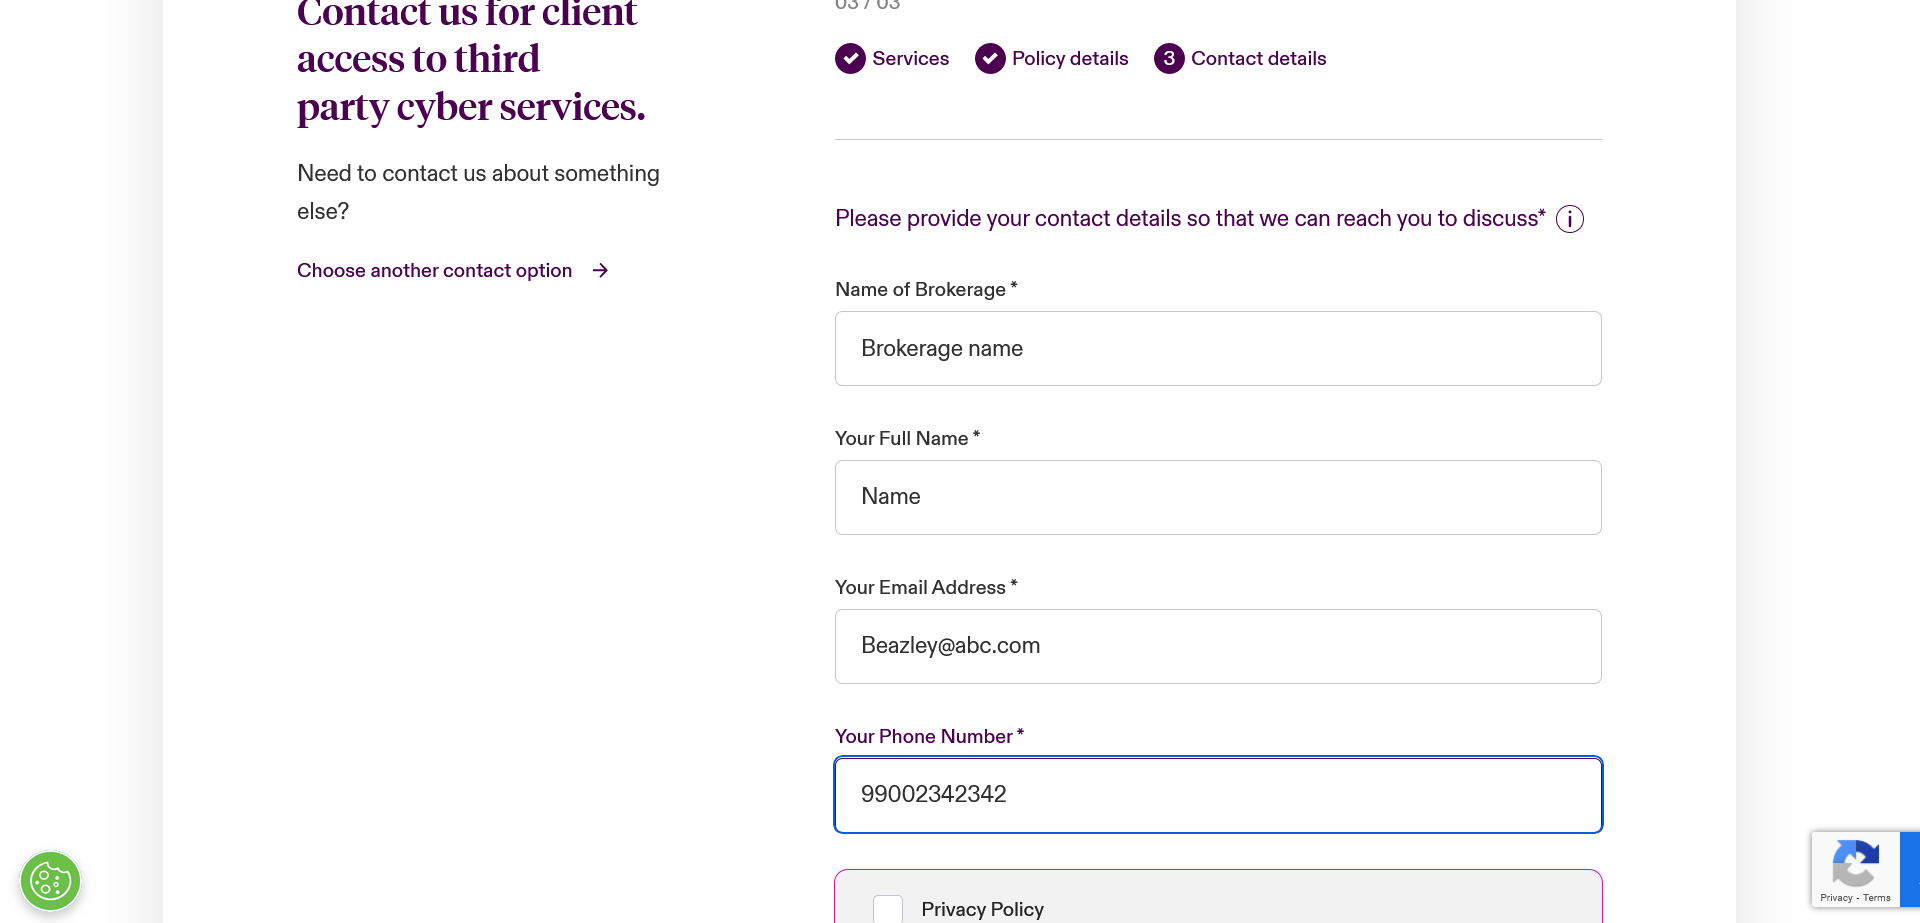 Contact us for client
access to third
party cyber services.
Need to contact us about something
else?
Choose another contact option
03 / 03
Services
Policy details
3 Contact details
Please provide your contact details so that we can reach you to discuss*
Name of Brokerage *
Brokerage name
Your Full Name *
Name
Your Email Address *
Beazley@abc.com
Your Phone Number *
99002342342
Privacy Policy
Privacy - Terms